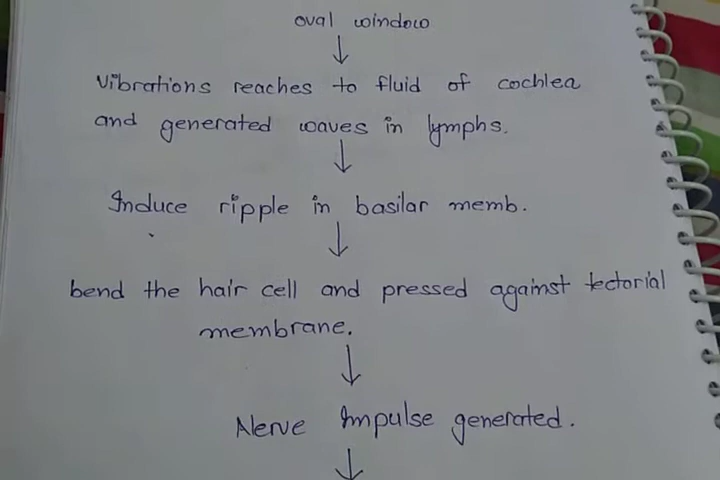 oval window
↓
Vibrations reaches to fluid of cochlea
and generated waves in lymphs.
↓
Induce ripple in basilar memb.
↓
bend the hair cell and pressed against tectorial
membrane.
↓
Nerve Impulse generated.
↓